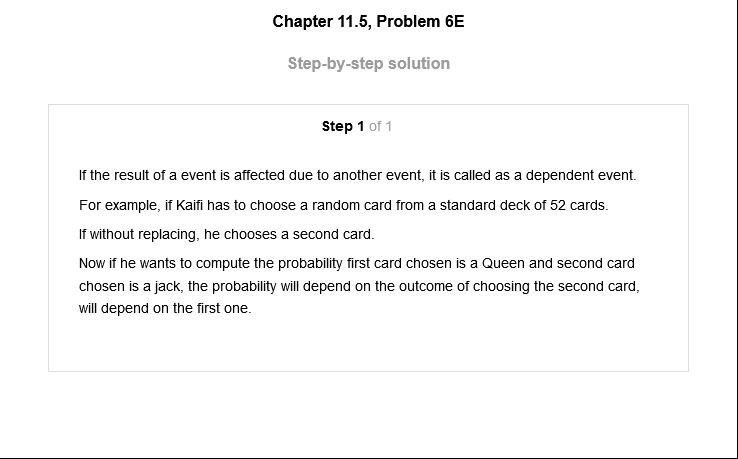 Chapter 11.5, Problem 6E
Step-by-step solution
Step 1 of 1
If the result of a event is affected due to another event, it is called as a dependent event.
For example, if Kaifi has to choose a random card from a standard deck of 52 cards.
If without replacing, he chooses a second card.
Now if he wants to compute the probability first card chosen is a Queen and second card
chosen is a jack, the probability will depend on the outcome of choosing the second card,
will depend on the first one.